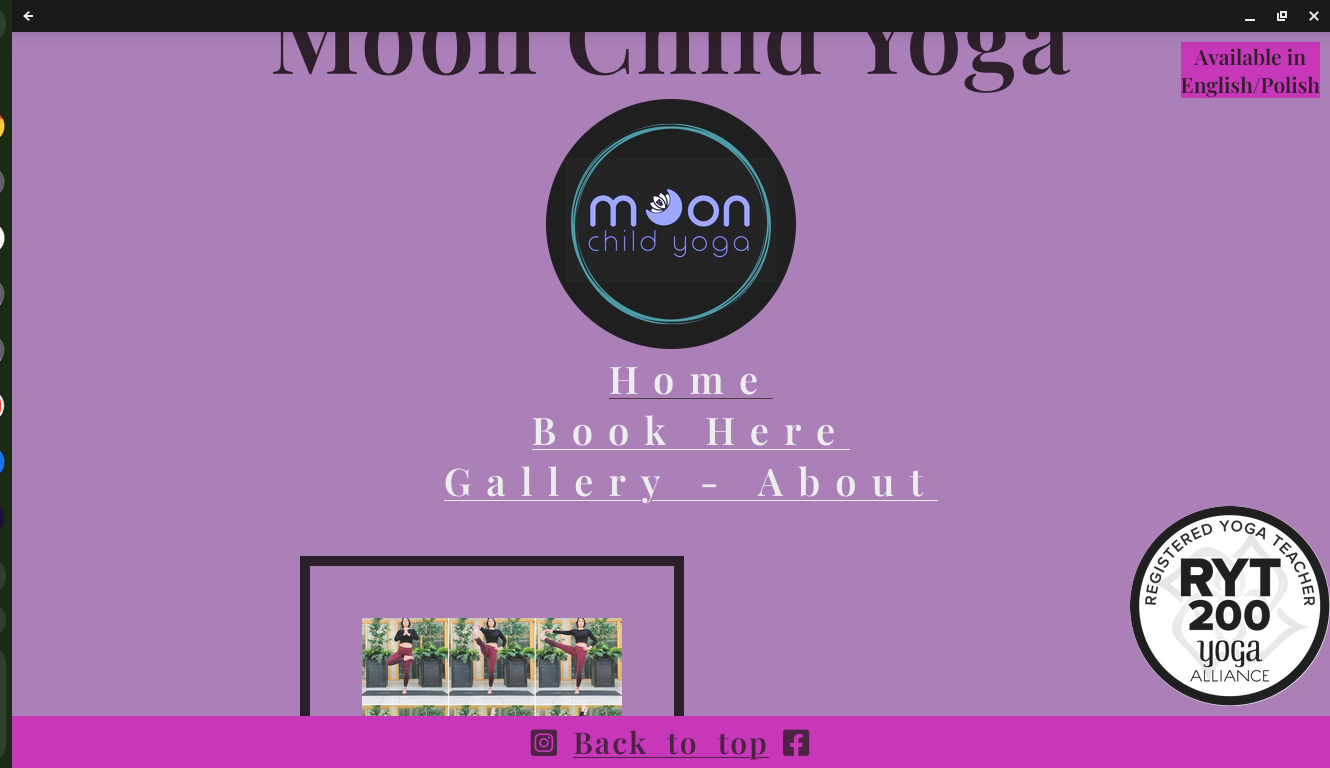 Moon Child Yoga
Available in
English/Polish
moon
child yoga
Home
Book Here
Gallery - About
REGISTERED YOGA TEACHER
RYT
200
yoga
ALLIANCE
Back to top